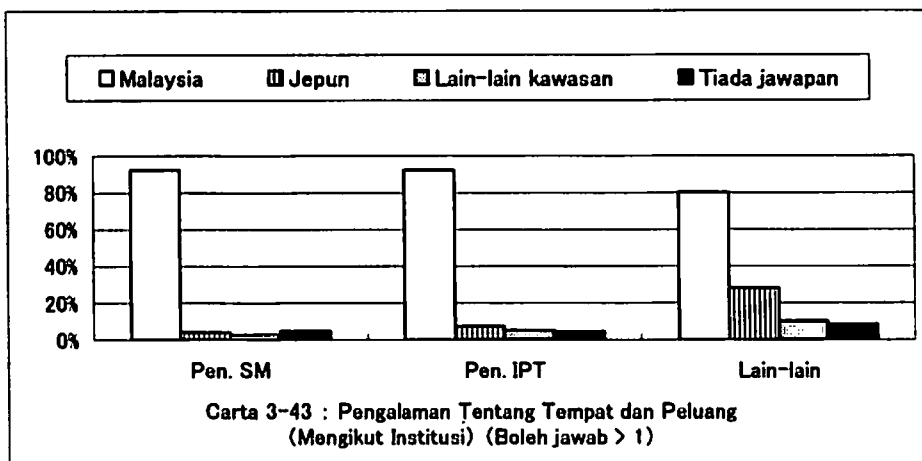 Malaysia Jepun Lain-lain kawasan Tiada jawapan
100%
80%
60%
40%
20%
0%
Pen. SM Pen. IPT Lain-lain
Carta 3-43 : Pengalaman Tentang Tempat dan Peluang
(Mengikut Institusi) (Boleh jawab > 1)